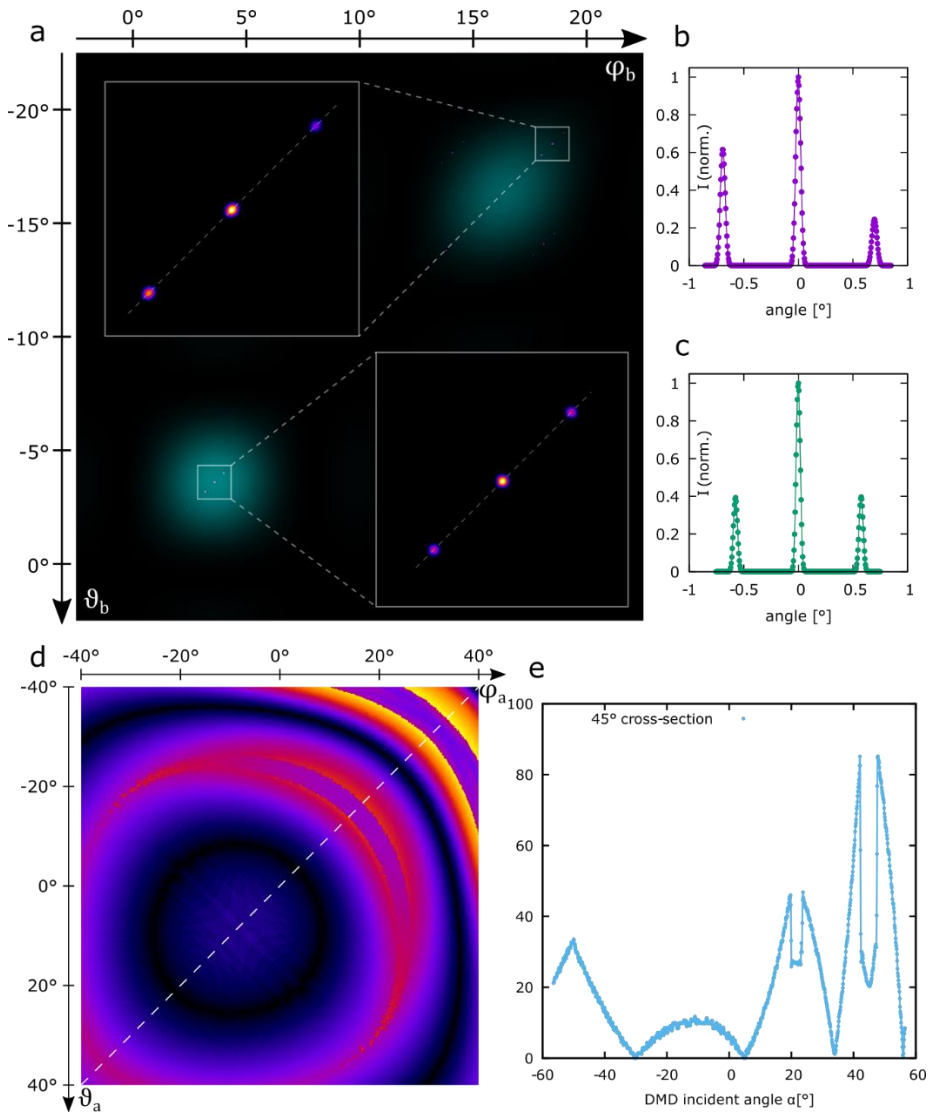 0° 5° 10° 15° 20°
a
φb
-20°
-15°
-10°
-5°
0°
ϑb
b
1
0.8
0.6
0.4
0.2
0
I (norm.)
-1 -0.5 0 0.5 1
angle [°]
c
1
0.8
0.6
0.4
0.2
0
I (norm.)
-1 -0.5 0 0.5 1
angle [°]
d
-40° -20° 0° 20° 40°
φa
-40°
-20°
0°
20°
40°
ϑa
e
45° cross-section
100
80
60
40
20
0
-60 -40 -20 0 20 40 60
DMD incident angle α[°]